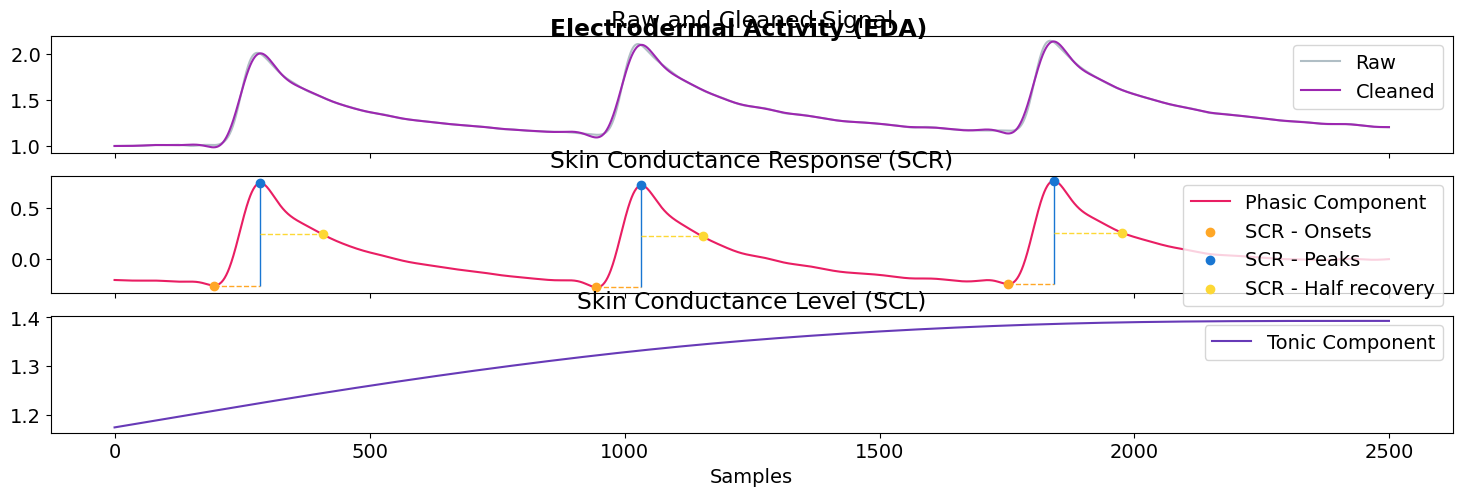 Raw and Cleaned Signal
Electrodermal Activity (EDA)
2.0
1.5
1.0
Raw
Cleaned
Skin Conductance Response (SCR)
0.5
0.0
Phasic Component
SCR - Onsets
SCR - Peaks
SCR - Half recovery
Skin Conductance Level (SCL)
1.4
1.3
1.2
Tonic Component
0 500 1000 1500 2000 2500
Samples